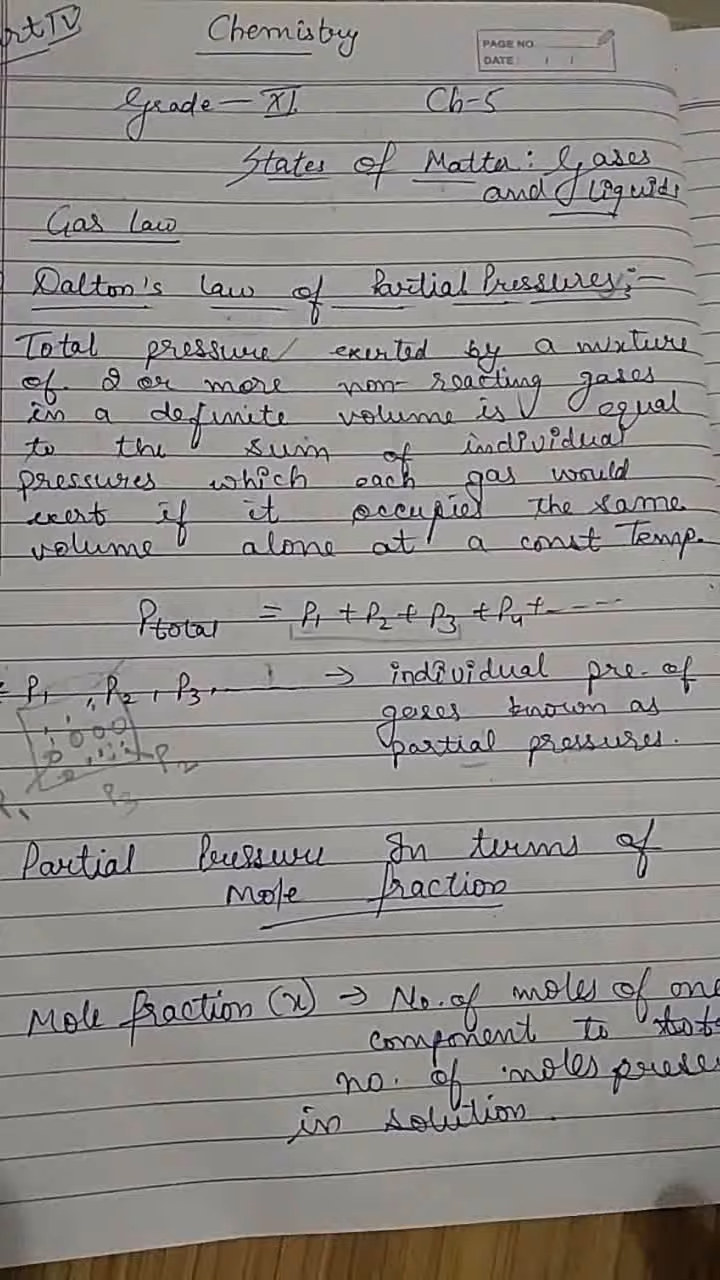 Part IV
Chemistry
PAGE NO.
DATE: / /
Grade — XI Ch-5
States of Matter: Gases
and Liquids
Gas Law
Dalton's law of Partial Pressures:-
Total pressure exerted by a mixture
of 2 or more non-reacting gases
in a definite volume is equal
to the sum of individual
pressures which each gas would
exert if it occupied the same
volume alone at a const Temp.
Ptotal = P1 + P2 + P3 + P4 + - - - -
P1, P2, P3, → individual pre. of
gases known as
partial pressures.
P2
P3
Partial Pressure In terms of
Mole fraction
Mole fraction (x) → No. of moles of one
component to
no. of moles
in solution.